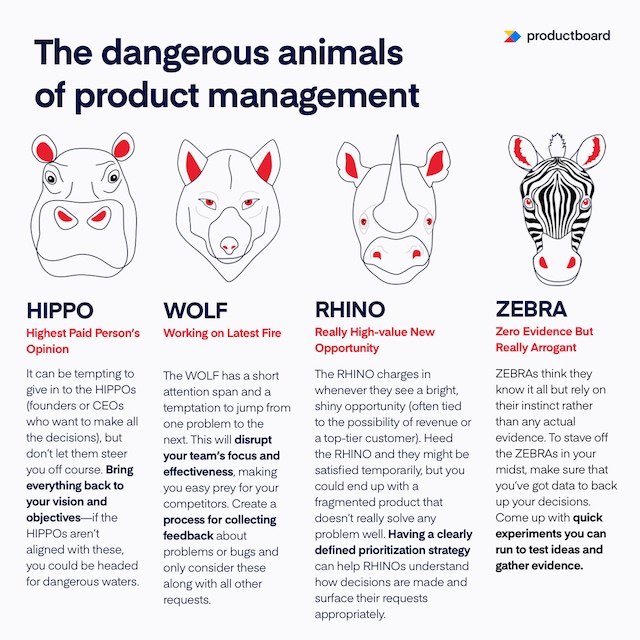 The dangerous animals
of product management
productboard
HIPPO
Highest Paid Person's
Opinion
It can be tempting to
give in to the HIPPOs
(founders or CEOs
who want to make all
the decisions), but
don't let them steer
you off course. Bring
everything back to
your vision and
objectives—if the
HIPPOs aren't
aligned with these,
you could be headed
for dangerous waters.
WOLF
Working on Latest Fire
The WOLF has a short
attention span and a
temptation to jump from
one problem to the
next. This will disrupt
your team's focus and
effectiveness, making
you easy prey for your
competitors. Create a
process for collecting
feedback about
problems or bugs and
only consider these
along with all other
requests.
RHINO
Really High-value New
Opportunity
The RHINO charges in
whenever they see a bright,
shiny opportunity (often tied
to the possibility of revenue or
a top-tier customer). Heed
the RHINO and they might be
satisfied temporarily, but you
could end up with a
fragmented product that
doesn't really solve any
problem well. Having a clearly
defined prioritization strategy
can help RHINOs understand
how decisions are made and
surface their requests
appropriately.
ZEBRA
Zero Evidence But
Really Arrogant
ZEBRAs think they
know it all but rely on
their instinct rather
than any actual
evidence. To stave off
the ZEBRAs in your
midst, make sure that
you've got data to back
up your decisions.
Come up with quick
experiments you can
run to test ideas and
gather evidence.